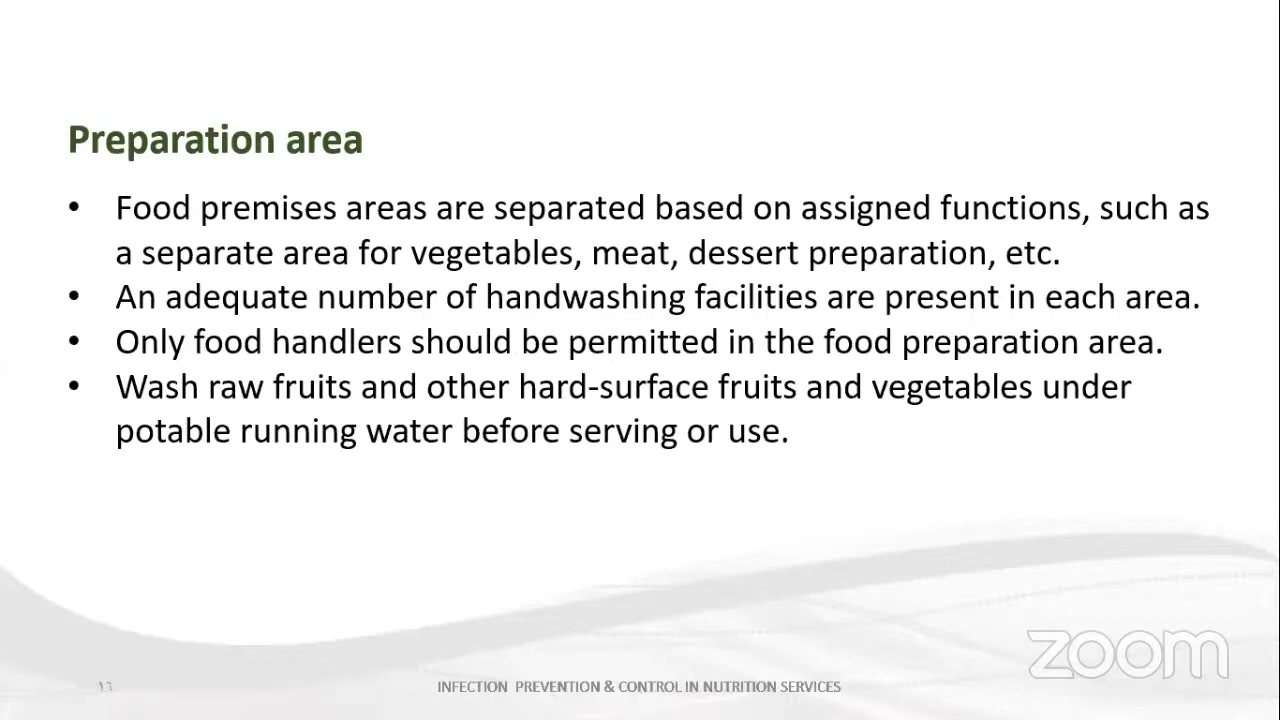 Preparation area
• Food premises areas are separated based on assigned functions, such as
a separate area for vegetables, meat, dessert preparation, etc.
• An adequate number of handwashing facilities are present in each area.
• Only food handlers should be permitted in the food preparation area.
• Wash raw fruits and other hard-surface fruits and vegetables under
potable running water before serving or use.
INFECTION PREVENTION & CONTROL IN NUTRITION SERVICES
zoom